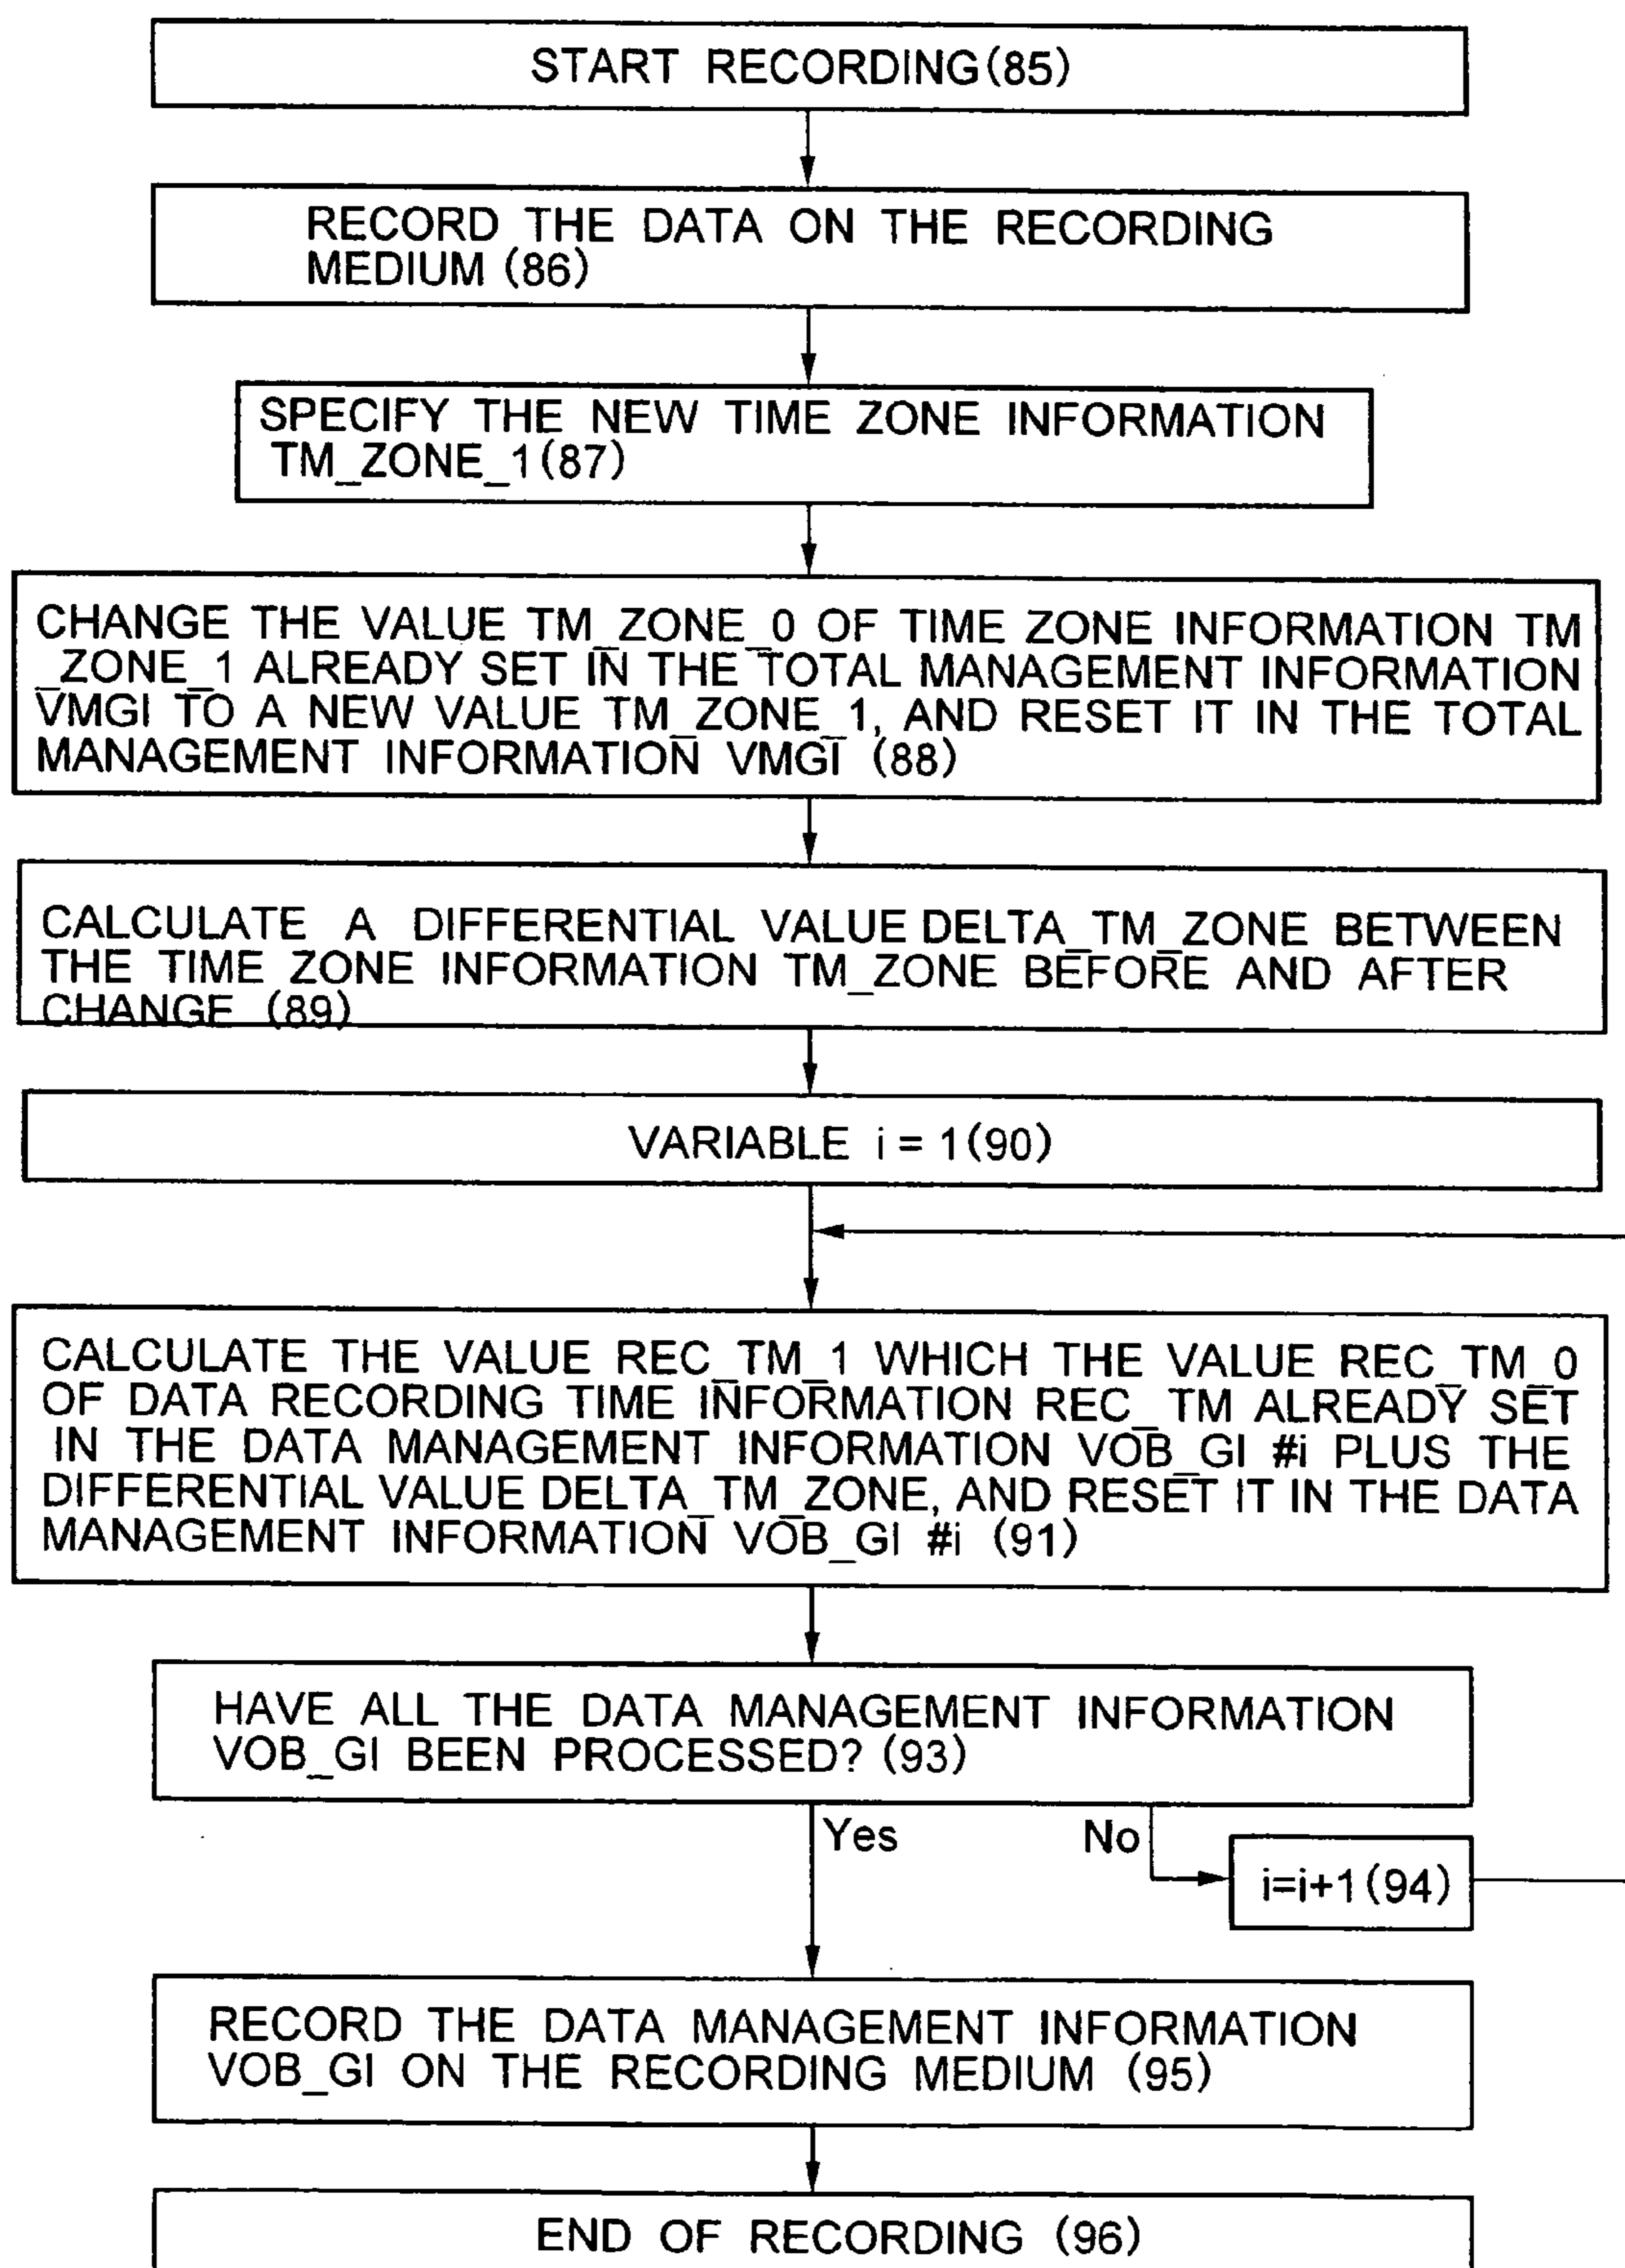 START RECORDING(85)
RECORD THE DATA ON THE RECORDING
MEDIUM (86)
SPECIFY THE NEW TIME ZONE INFORMATION
TM_ZONE_1(87)
CHANGE THE VALUE TM_ZONE_0 OF TIME ZONE INFORMATION TM
_ZONE_1 ALREADY SET IN THE TOTAL MANAGEMENT INFORMATION
VMGI TO A NEW VALUE TM_ZONE_1, AND RESET IT IN THE TOTAL
MANAGEMENT INFORMATION VMGI (88)
CALCULATE A DIFFERENTIAL VALUE DELTA_TM_ZONE BETWEEN
THE TIME ZONE INFORMATION TM_ZONE BEFORE AND AFTER
CHANGE (89)
VARIABLE i = 1(90)
CALCULATE THE VALUE REC_TM_1 WHICH THE VALUE REC_TM_0
OF DATA RECORDING TIME INFORMATION REC_TM ALREADY SET
IN THE DATA MANAGEMENT INFORMATION VOB_GI #i PLUS THE
DIFFERENTIAL VALUE DELTA_TM_ZONE, AND RESET IT IN THE DATA
MANAGEMENT INFORMATION VOB_GI #i (91)
HAVE ALL THE DATA MANAGEMENT INFORMATION
VOB_GI BEEN PROCESSED? (93)
Yes
No
i=i+1(94)
RECORD THE DATA MANAGEMENT INFORMATION
VOB_GI ON THE RECORDING MEDIUM (95)
END OF RECORDING (96)